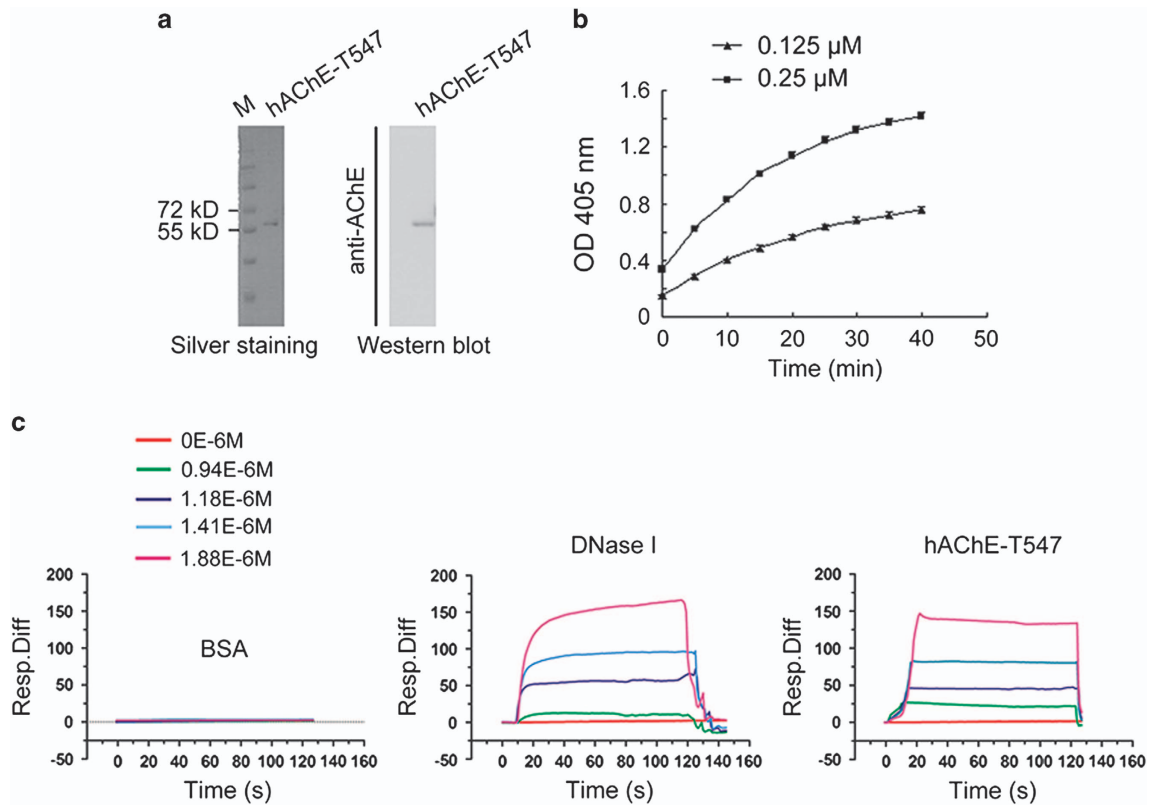 a
M
hAChE-T547
hAChE-T547
72 kD
55 kD
anti-AChE
Silver staining
Western blot
b
0.125 µM
0.25 µM
1.6
1.2
0.8
0.4
0
OD 405 nm
0 10 20 30 40 50
Time (min)
c
0E-6M
0.94E-6M
1.18E-6M
1.41E-6M
1.88E-6M
BSA
200
150
100
50
0
-50
Resp.Diff
0 20 40 60 80 100 120 140 160
Time (s)
DNase I
200
150
100
50
0
-50
Resp.Diff
0 20 40 60 80 100 120 140 160
Time (s)
hAChE-T547
200
150
100
50
0
-50
Resp.Diff
0 20 40 60 80 100 120 140 160
Time (s)